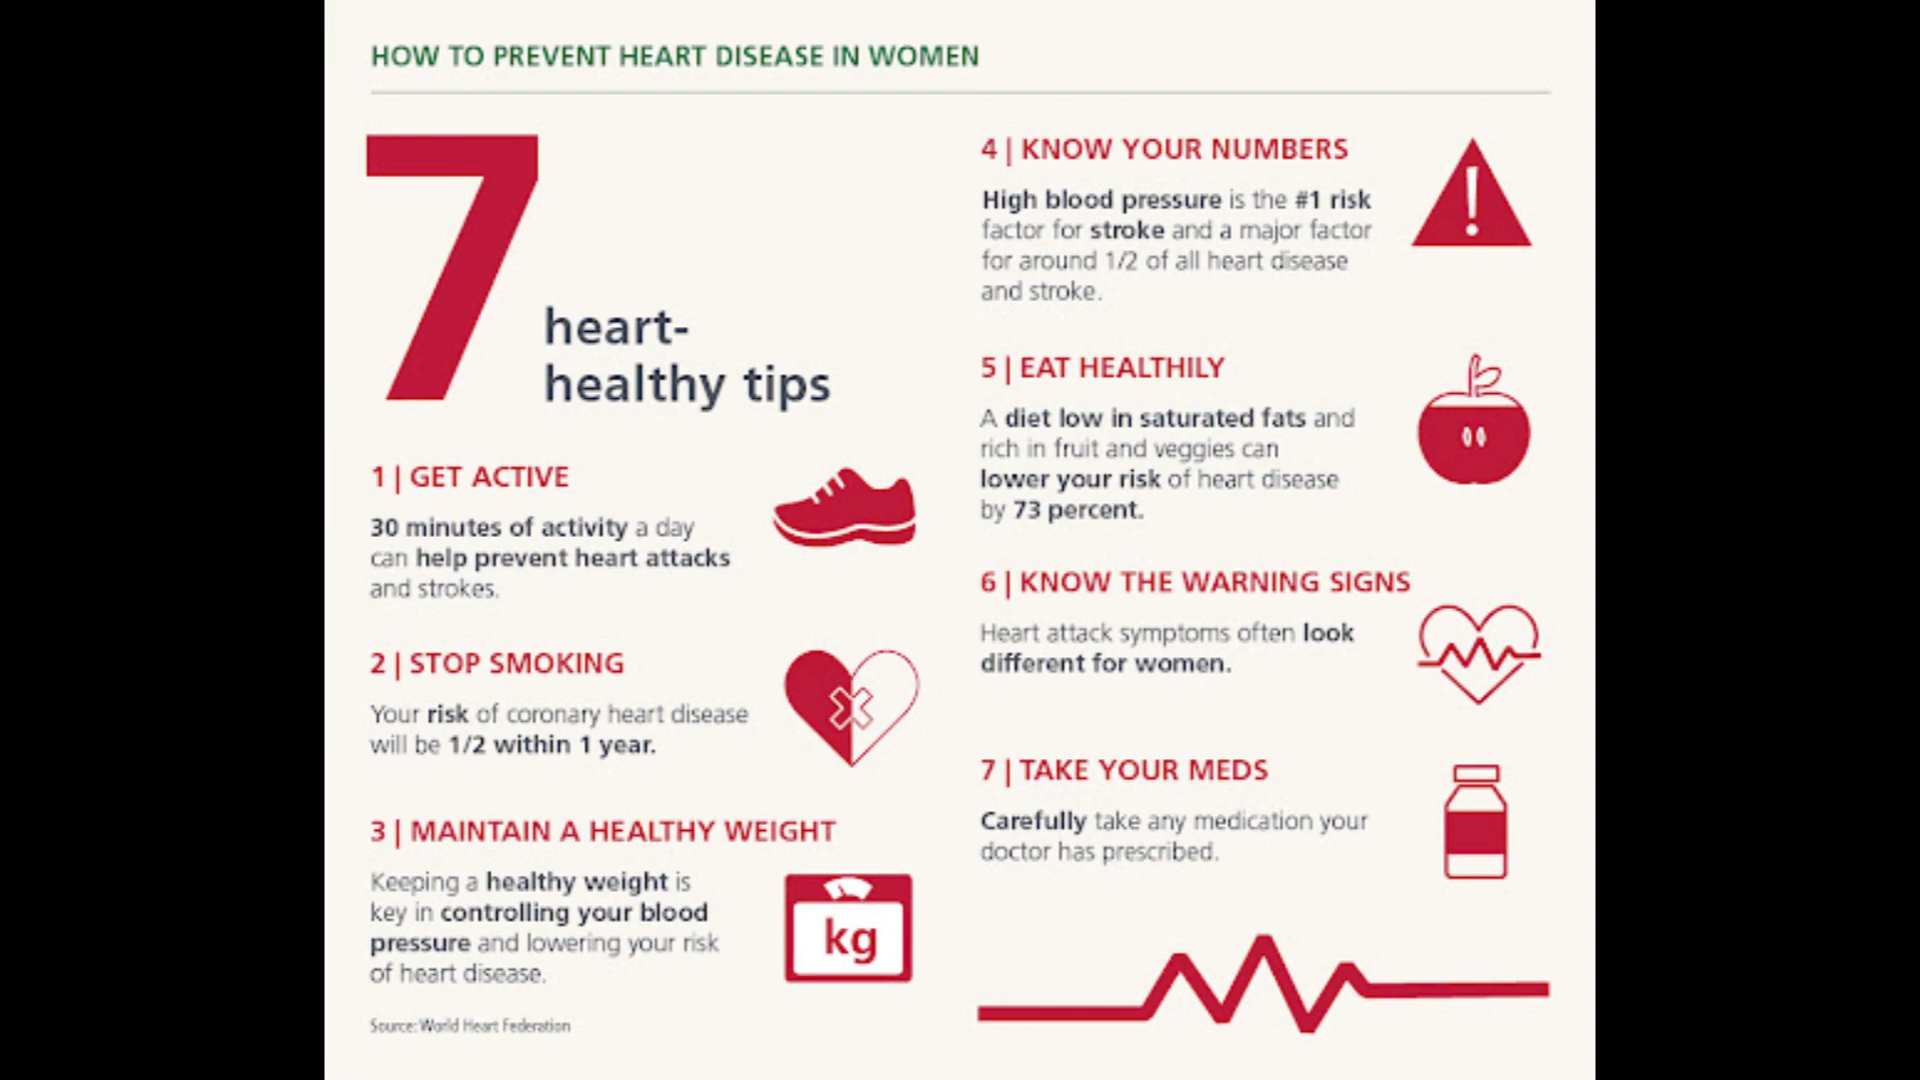 HOW TO PREVENT HEART DISEASE IN WOMEN
7
heart-
healthy tips
1 | GET ACTIVE
30 minutes of activity a day
can help prevent heart attacks
and strokes.
2 | STOP SMOKING
Your risk of coronary heart disease
will be 1/2 within 1 year.
3 | MAINTAIN A HEALTHY WEIGHT
Keeping a healthy weight is
key in controlling your blood
pressure and lowering your risk
of heart disease.
kg
Source: World Heart Federation
4 | KNOW YOUR NUMBERS
High blood pressure is the #1 risk
factor for stroke and a major factor
for around 1/2 of all heart disease
and stroke.
!
5 | EAT HEALTHILY
A diet low in saturated fats and
rich in fruit and veggies can
lower your risk of heart disease
by 73 percent.
6 | KNOW THE WARNING SIGNS
Heart attack symptoms often look
different for women.
7 | TAKE YOUR MEDS
Carefully take any medication your
doctor has prescribed.